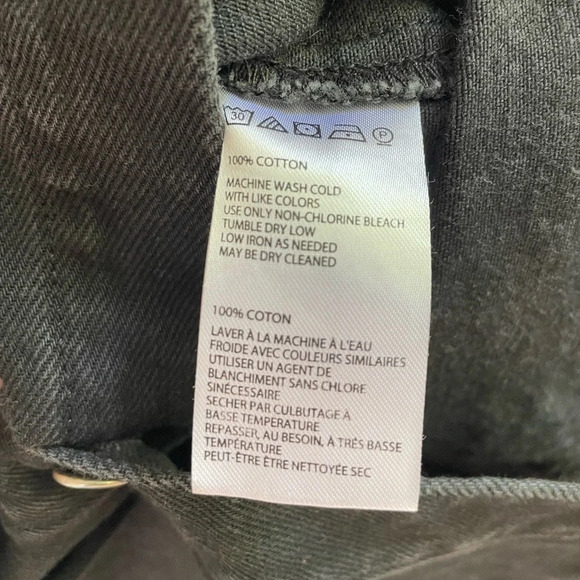 30 P
100% COTTON
MACHINE WASH COLD
WITH LIKE COLORS
USE ONLY NON-CHLORINE BLEACH
TUMBLE DRY LOW
LOW IRON AS NEEDED
MAY BE DRY CLEANED
100% COTON
LAVER À LA MACHINE À L'EAU
FROIDE AVEC COULEURS SIMILAIRES
UTILISER UN AGENT DE
BLANCHIMENT SANS CHLORE
SINÉCESSAIRE
SECHER PAR CULBUTAGE A
BASSE TEMPERATURE
REPASSER, AU BESOIN, À TRÈS BASSE
TEMPÉRATURE
PEUT-ÊTRE ÊTRE NETTOYÉE SEC